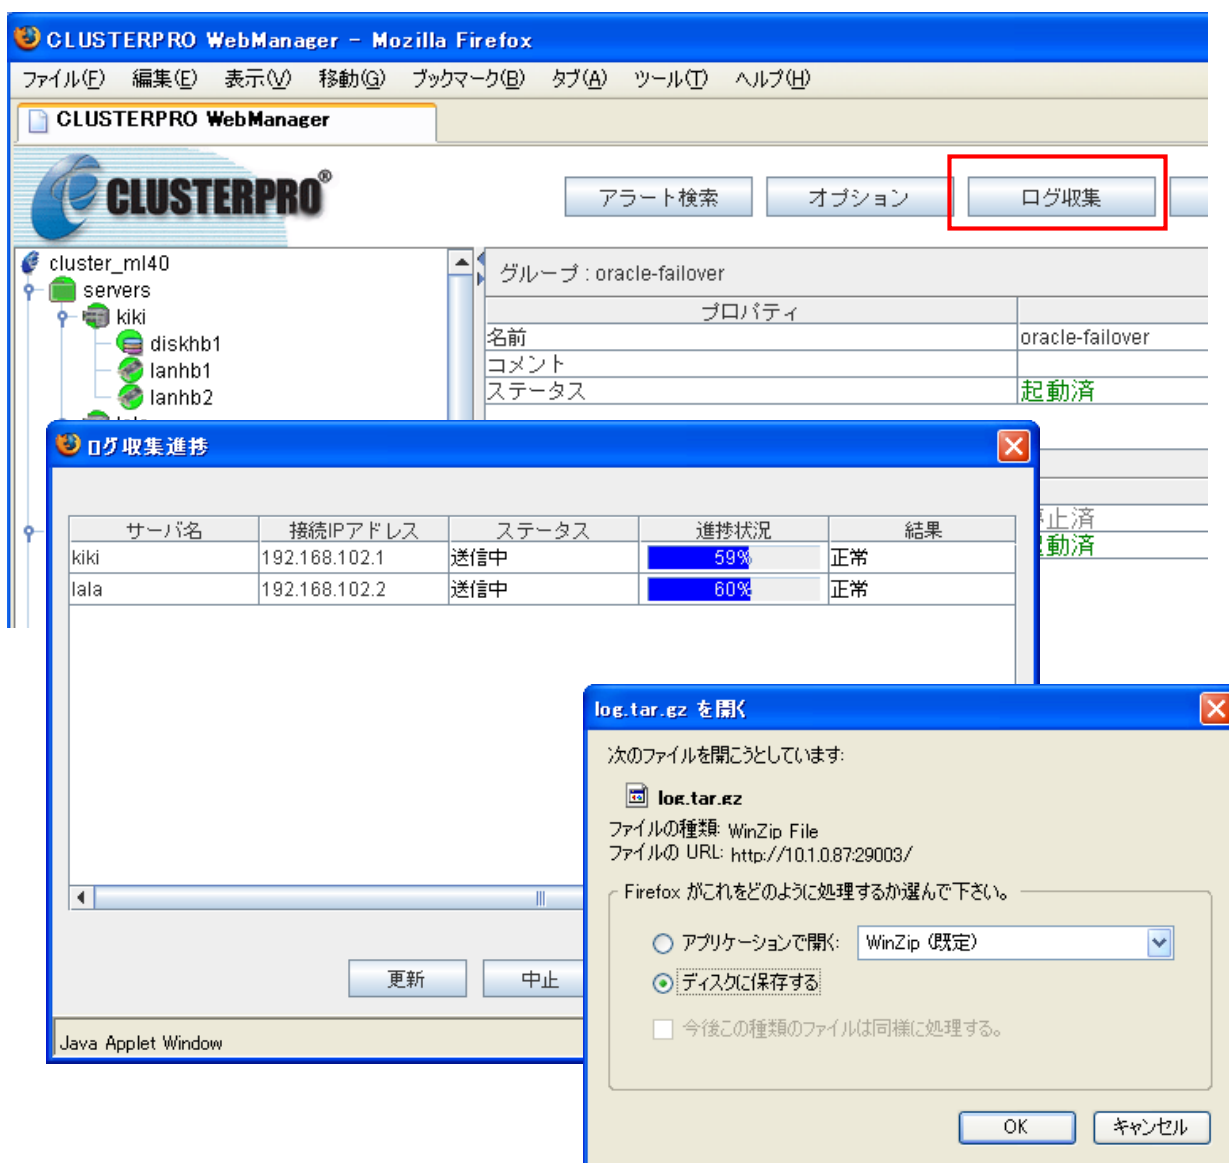 CLUSTERPRO WebManager - Mozilla Firefox
ファイル(F) 編集(E) 表示(V) 移動(G) ブックマーク(B) タブ(A) ツール(T) ヘルプ(H)
CLUSTERPRO WebManager
CLUSTERPRO®
アラート検索 オプション ログ収集
cluster_ml40
servers
kiki
diskhb1
lanhb1
lanhb2
グループ : oracle-failover
プロパティ
名前 oracle-failover
コメント
ステータス 起動済
止済
動済
ログ収集進捗
サーバ名 接続IPアドレス ステータス 進捗状況 結果
kiki 192.168.102.1 送信中 59% 正常
lala 192.168.102.2 送信中 60% 正常
更新 中止
Java Applet Window
log.tar.gz を開く
次のファイルを開こうとしています:
log.tar.gz
ファイルの種類: WinZip File
ファイルの URL: http://10.1.0.87:29003/
Firefox がこれをどのように処理するか選んで下さい。
アプリケーションで開く: WinZip (既定)
ディスクに保存する
今後この種類のファイルは同様に処理する。
OK キャンセル